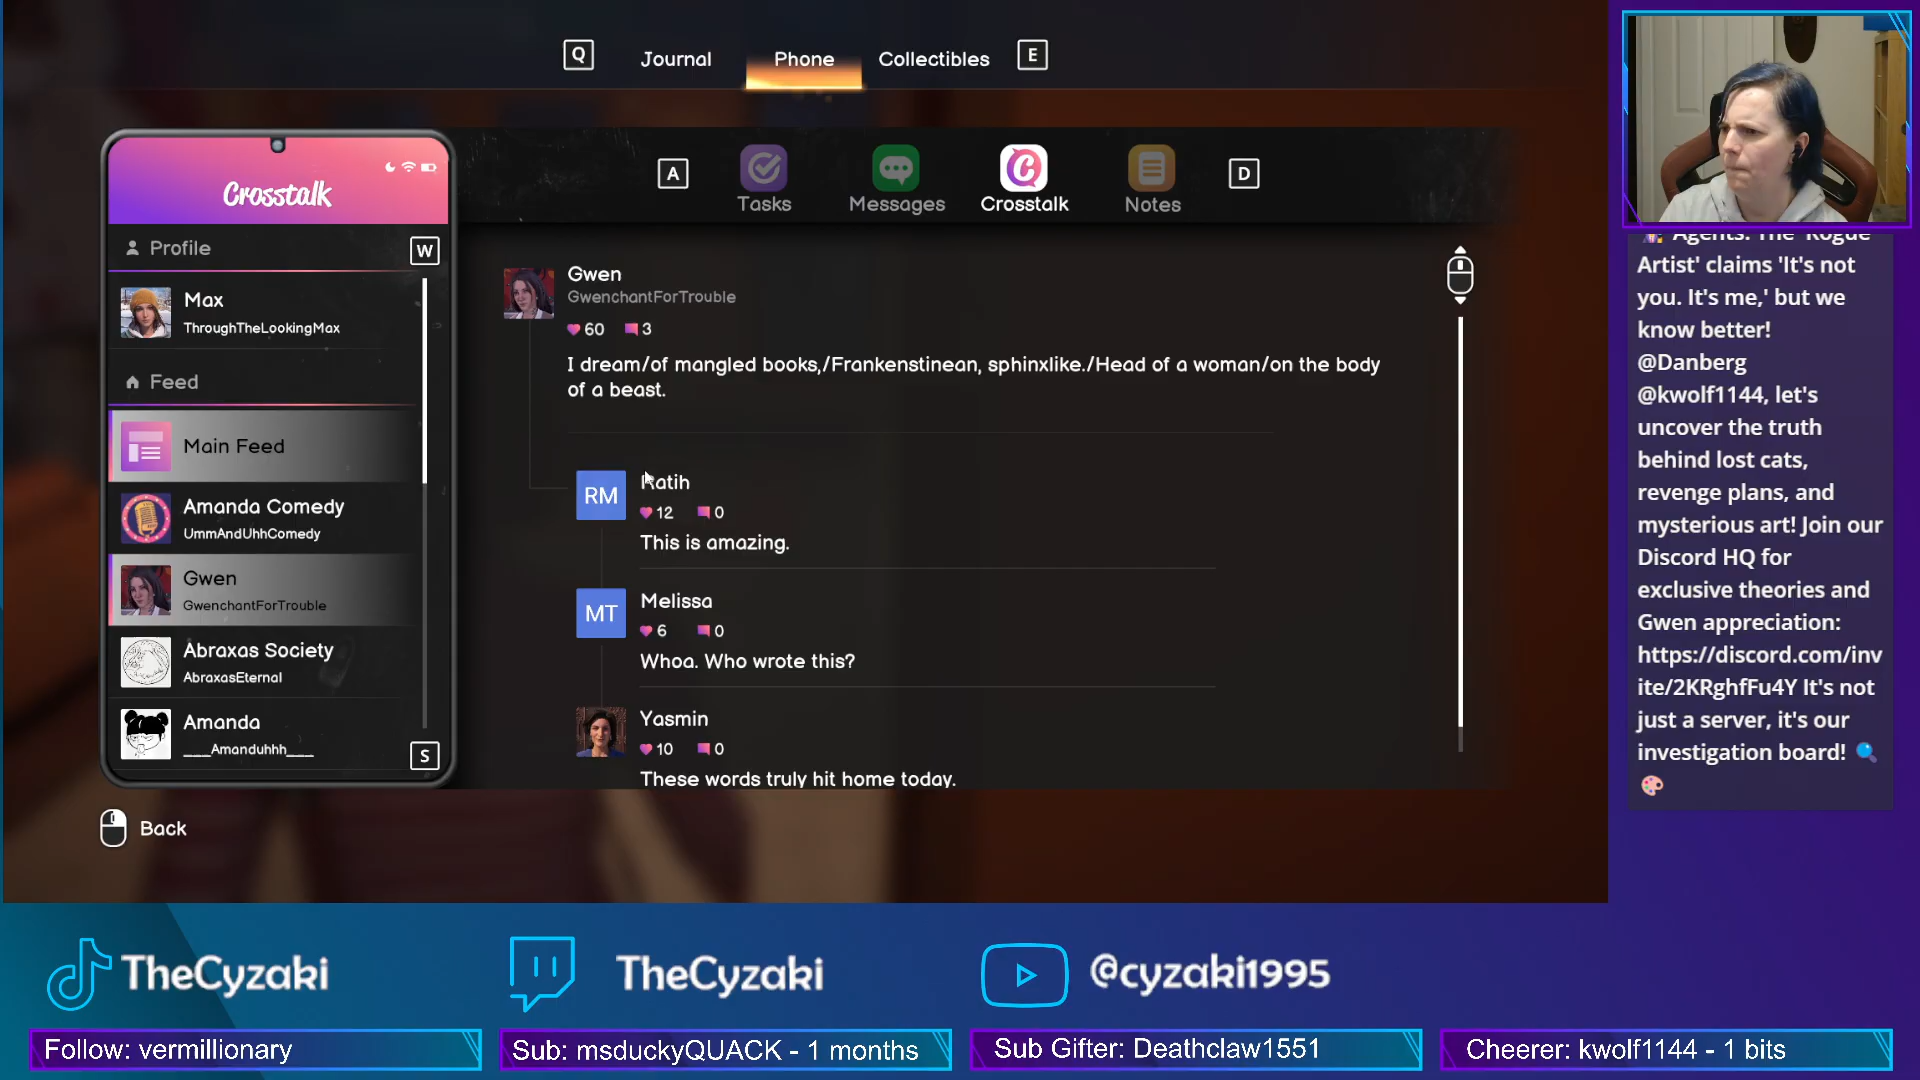 Q
Journal
Phone
Collectibles
E
Crosstalk
Profile
W
Max
ThroughTheLookingMax
Feed
Main Feed
Amanda Comedy
UmmAndUhhComedy
Gwen
GwenchantForTrouble
Abraxas Society
AbraxasEternal
Amanda
___Amanduhhh___
S
Back
A
Tasks
Messages
Crosstalk
Notes
D
Gwen
GwenchantForTrouble
60 3
I dream/of mangled books,/Frankenstinean, sphinxlike./Head of a woman/on the body
of a beast.
RM
Ratih
12 0
This is amazing.
MT
Melissa
6 0
Whoa. Who wrote this?
Yasmin
10 0
These words truly hit home today.
Agents: The 'Rogue
Artist' claims 'It's not
you. It's me,' but we
know better!
@Danberg
@kwolf1144, let's
uncover the truth
behind lost cats,
revenge plans, and
mysterious art! Join our
Discord HQ for
exclusive theories and
Gwen appreciation:
https://discord.com/inv
ite/2KRghfFu4Y It's not
just a server, it's our
investigation board!
TheCyzaki
TheCyzaki
@cyzaki1995
Follow: vermillionary
Sub: msduckyQUACK - 1 months
Sub Gifter: Deathclaw1551
Cheerer: kwolf1144 - 1 bits